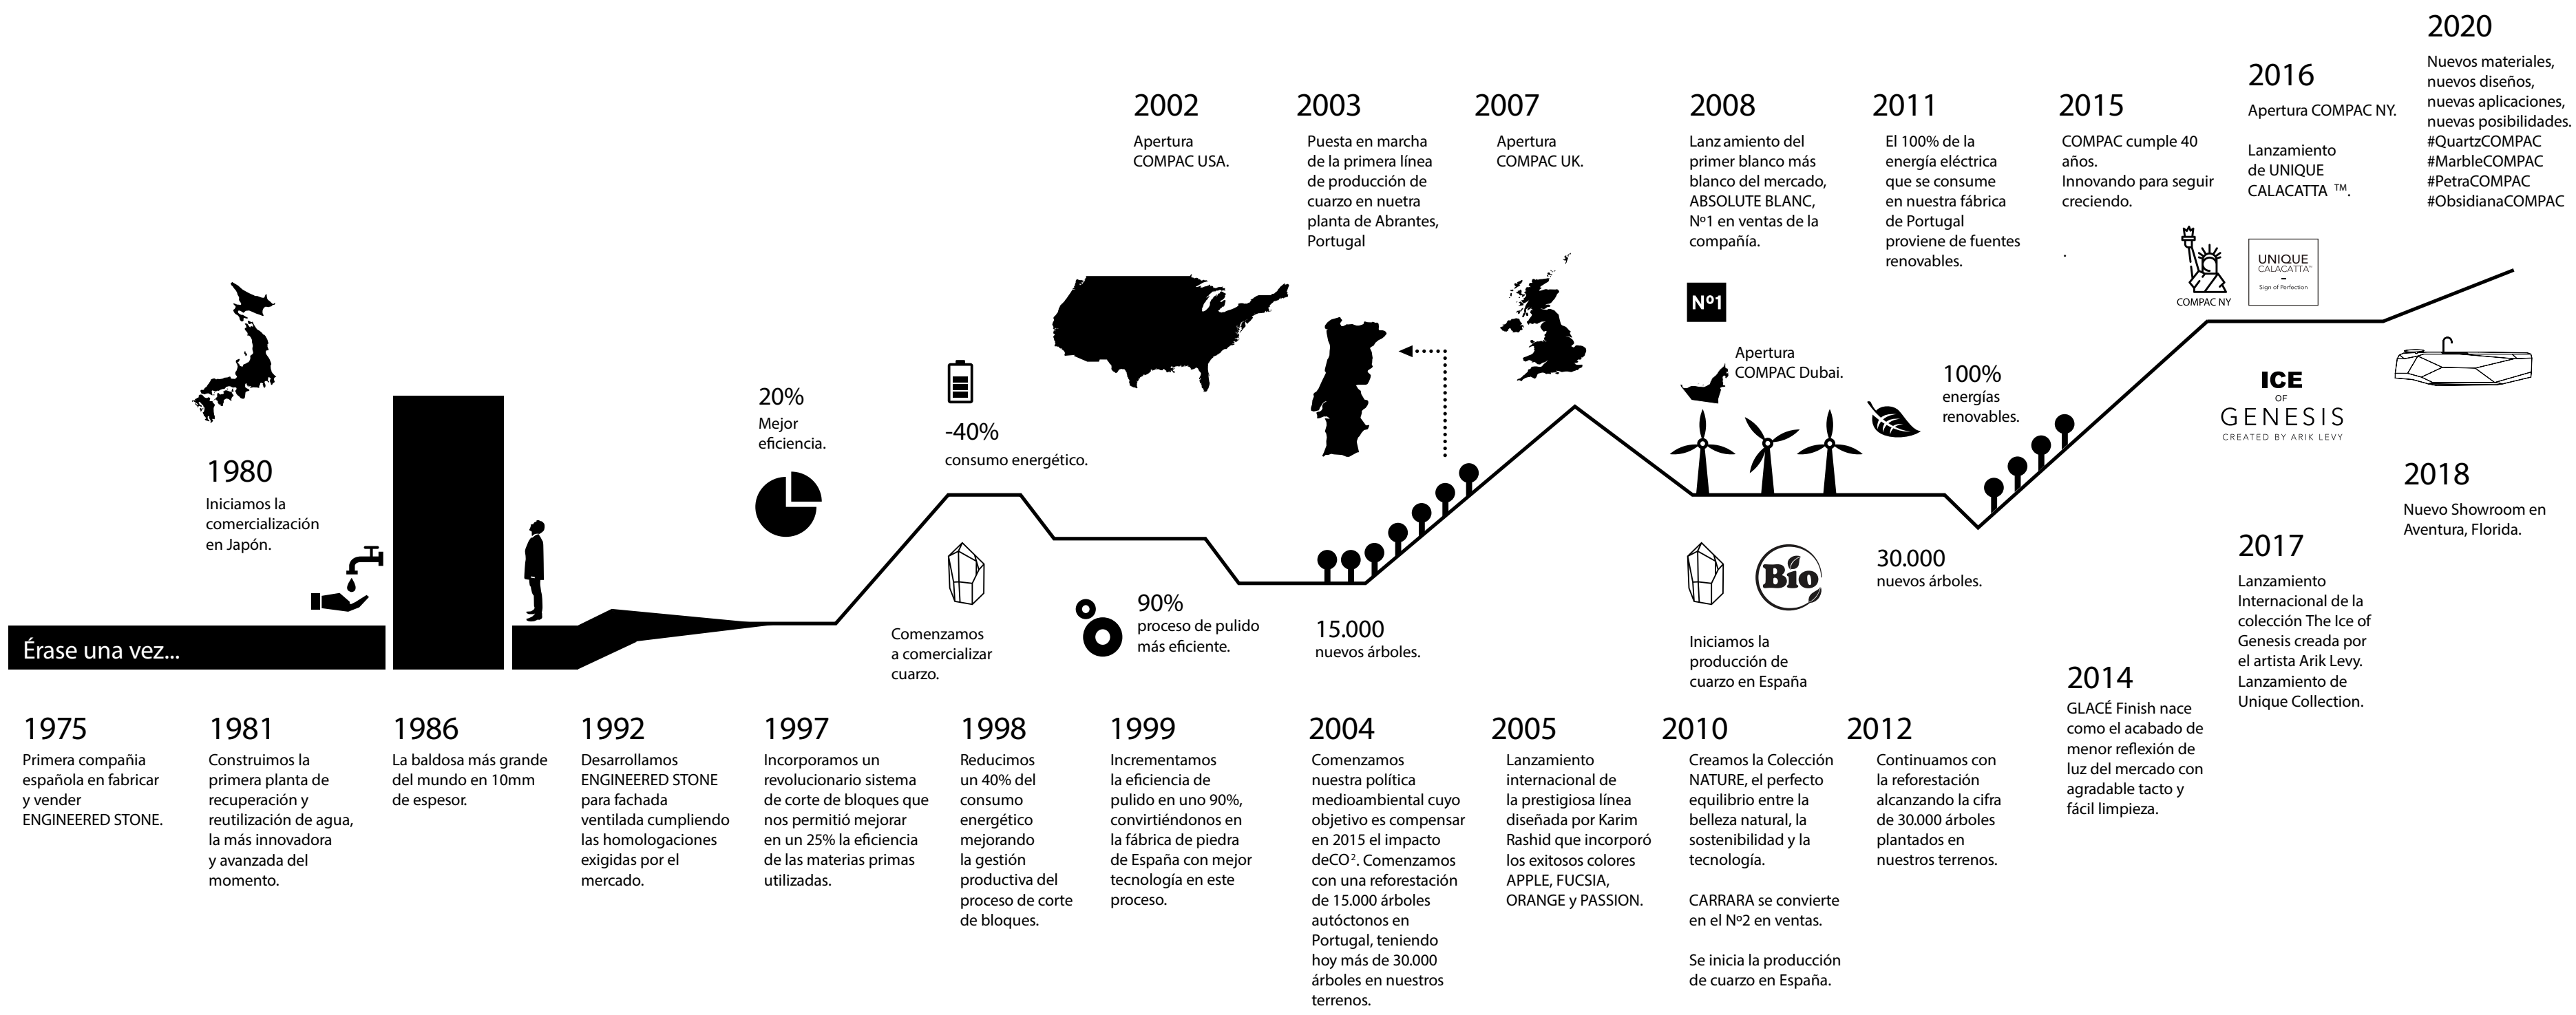 2002
Apertura
COMPAC USA.
2003
Puesta en marcha
de la primera línea
de producción de
cuarzo en nuetra
planta de Abrantes,
Portugal
2007
Apertura
COMPAC UK.
2008
Lanzamiento del
primer blanco más
blanco del mercado,
ABSOLUTE BLANC,
Nº1 en ventas de la
compañía.
Nº1
Apertura
COMPAC Dubai.
2011
El 100% de la
energía eléctrica
que se consume
en nuestra fábrica
de Portugal
proviene de fuentes
renovables.
2015
COMPAC cumple 40
años.
Innovando para seguir
creciendo.
.
2016
Apertura COMPAC NY.
Lanzamiento
de UNIQUE
CALACATTA ™.
COMPAC NY
UNIQUE
CALACATTA™
Sign of Perfection
2020
Nuevos materiales,
nuevos diseños,
nuevas aplicaciones,
nuevas posibilidades.
#QuartzCOMPAC
#MarbleCOMPAC
#PetraCOMPAC
#ObsidianaCOMPAC
1980
Iniciamos la
comercialización
en Japón.
20%
Mejor
eficiencia.
-40%
consumo energético.
100%
energías
renovables.
ICE
OF
GENESIS
CREATED BY ARIK LEVY
2018
Nuevo Showroom en
Aventura, Florida.
Érase una vez...
Comenzamos
a comercializar
cuarzo.
90%
proceso de pulido
más eficiente.
15.000
nuevos árboles.
Bio
Iniciamos la
producción de
cuarzo en España
30.000
nuevos árboles.
2017
Lanzamiento
Internacional de la
colección The Ice of
Genesis creada por
el artista Arik Levy.
Lanzamiento de
Unique Collection.
1975
Primera compañia
española en fabricar
y vender
ENGINEERED STONE.
1981
Construimos la
primera planta de
recuperación y
reutilización de agua,
la más innovadora
y avanzada del
momento.
1986
La baldosa más grande
del mundo en 10mm
de espesor.
1992
Desarrollamos
ENGINEERED STONE
para fachada
ventilada cumpliendo
las homologaciones
exigidas por el
mercado.
1997
Incorporamos un
revolucionario sistema
de corte de bloques que
nos permitió mejorar
en un 25% la eficiencia
de las materias primas
utilizadas.
1998
Reducimos
un 40% del
consumo
energético
mejorando
la gestión
productiva del
proceso de corte
de bloques.
1999
Incrementamos
la eficiencia de
pulido en uno 90%,
convirtiéndonos en
la fábrica de piedra
de España con mejor
tecnología en este
proceso.
2004
Comenzamos
nuestra política
medioambiental cuyo
objetivo es compensar
en 2015 el impacto
deCO². Comenzamos
con una reforestación
de 15.000 árboles
autóctonos en
Portugal, teniendo
hoy más de 30.000
árboles en nuestros
terrenos.
2005
Lanzamiento
internacional de
la prestigiosa línea
diseñada por Karim
Rashid que incorporó
los exitosos colores
APPLE, FUCSIA,
ORANGE y PASSION.
2010
Creamos la Colección
NATURE, el perfecto
equilibrio entre la
belleza natural, la
sostenibilidad y la
tecnología.
CARRARA se convierte
en el Nº2 en ventas.
Se inicia la producción
de cuarzo en España.
2012
Continuamos con
la reforestación
alcanzando la cifra
de 30.000 árboles
plantados en
nuestros terrenos.
2014
GLACÉ Finish nace
como el acabado de
menor reflexión de
luz del mercado con
agradable tacto y
fácil limpieza.